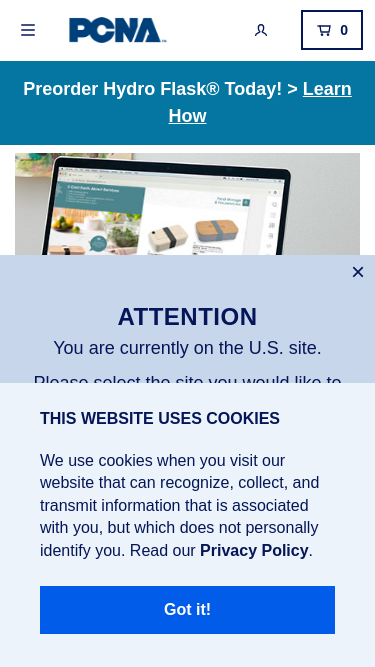 PCNA
0
Preorder Hydro Flask® Today! > Learn
How
ATTENTION
You are currently on the U.S. site.
Please select the site you would like to
THIS WEBSITE USES COOKIES
We use cookies when you visit our
website that can recognize, collect, and
transmit information that is associated
with you, but which does not personally
identify you. Read our Privacy Policy.
Got it!